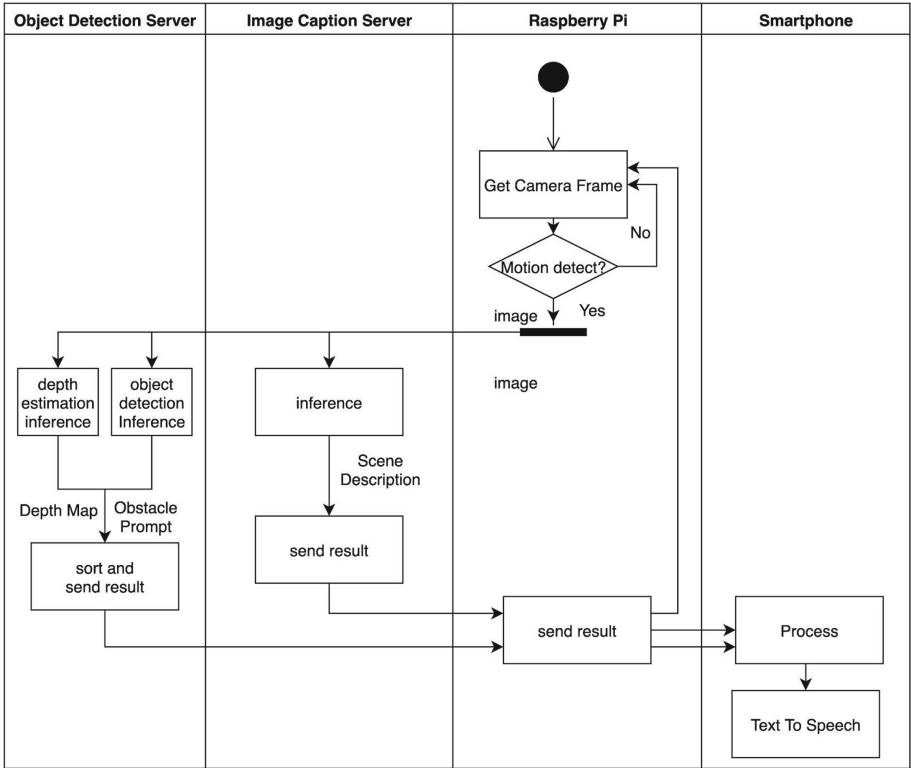 Object Detection Server
Image Caption Server
Raspberry Pi
Smartphone
Get Camera Frame
No
Motion detect?
Yes
image
image
depth
estimation
inference
object
detection
Inference
inference
Scene
Description
Depth Map
Obstacle
Prompt
send result
sort and
send result
send result
Process
Text To Speech